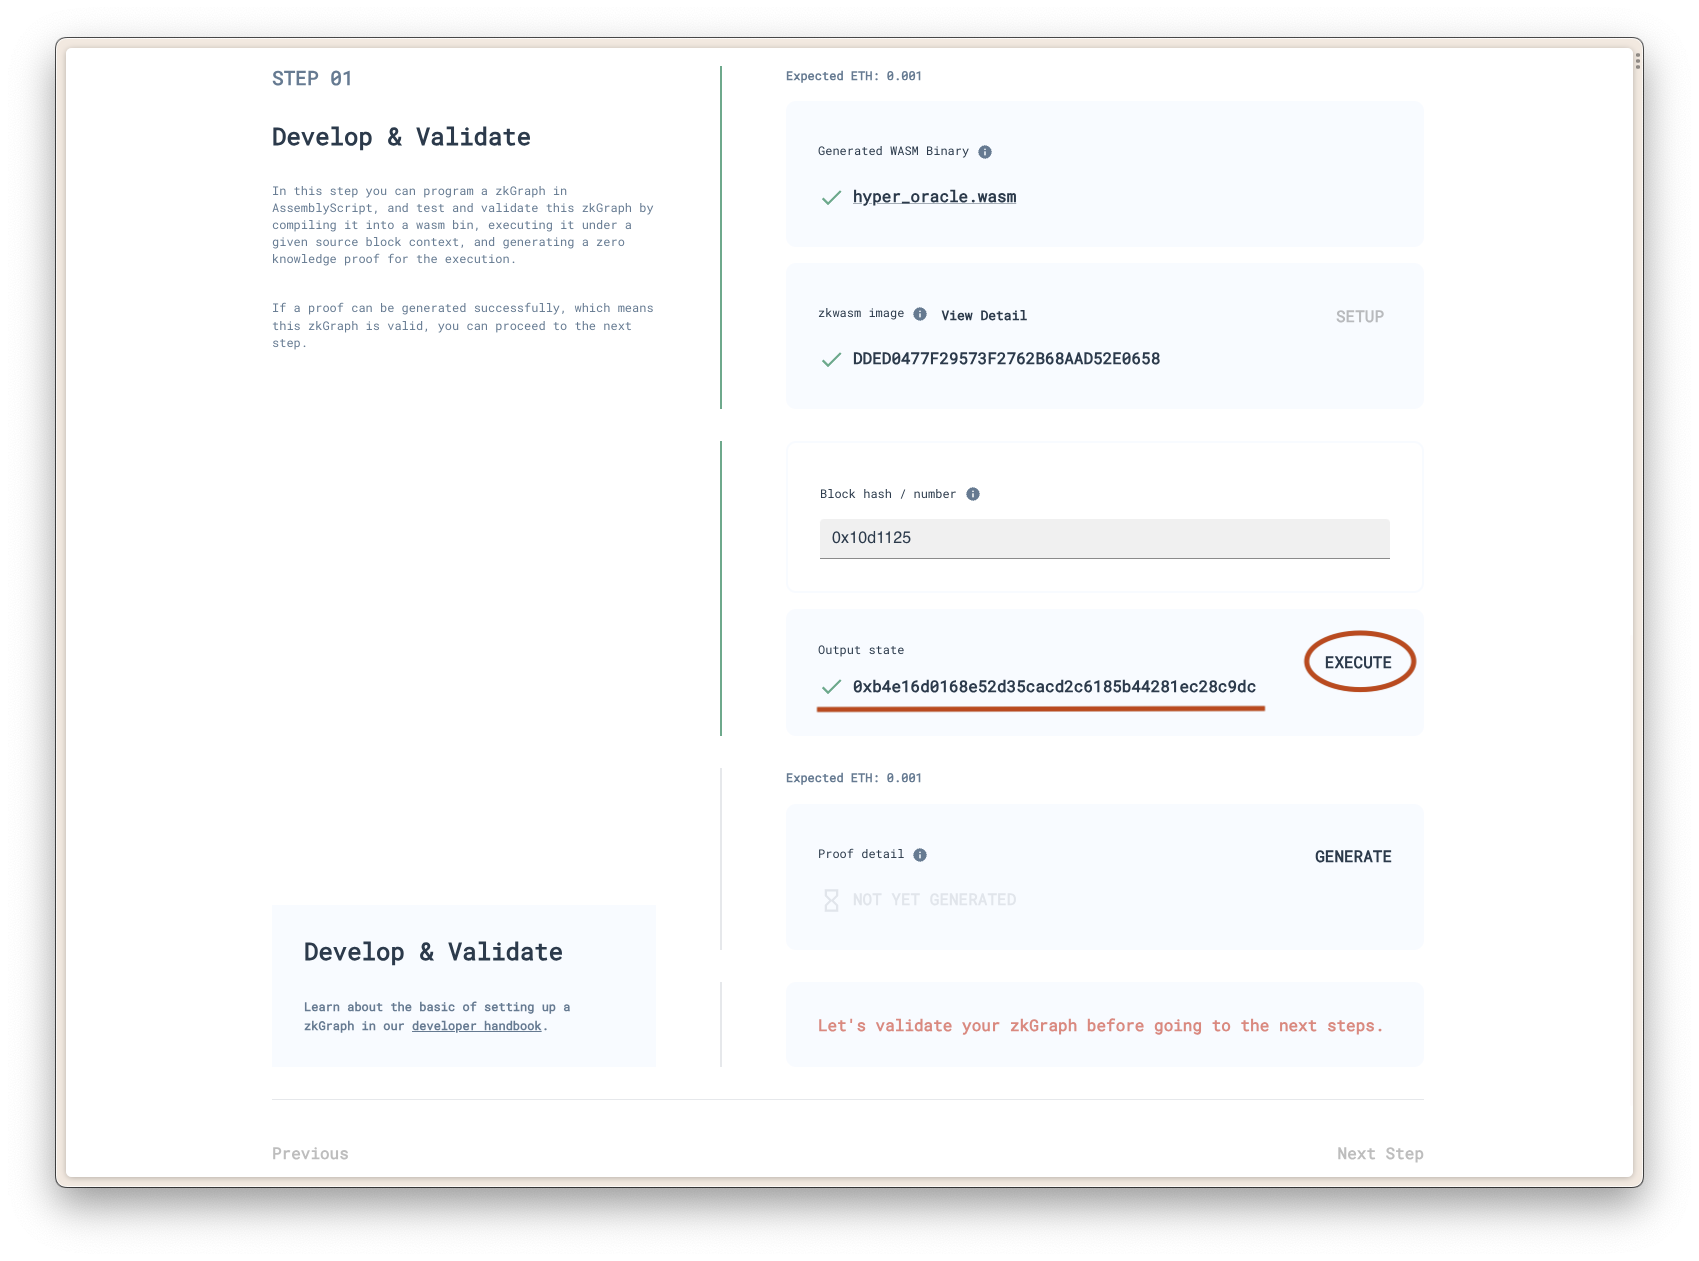 STEP 01
Develop & Validate
In this step you can program a zkGraph in
AssemblyScript, and test and validate this zkGraph by
compiling it into a wasm bin, executing it under a
given source block context, and generating a zero
knowledge proof for the execution.
If a proof can be generated successfully, which means
this zkGraph is valid, you can proceed to the next
step.
Develop & Validate
Learn about the basic of setting up a
zkGraph in our developer handbook.
Expected ETH: 0.001
Generated WASM Binary
hyper_oracle.wasm
zkwasm image View Detail SETUP
DDED0477F29573F2762B68AAD52E0658
Block hash / number
0x10d1125
Output state
EXECUTE
0xb4e16d0168e52d35cacd2c6185b44281ec28c9dc
Expected ETH: 0.001
Proof detail GENERATE
NOT YET GENERATED
Let's validate your zkGraph before going to the next steps.
Previous Next Step